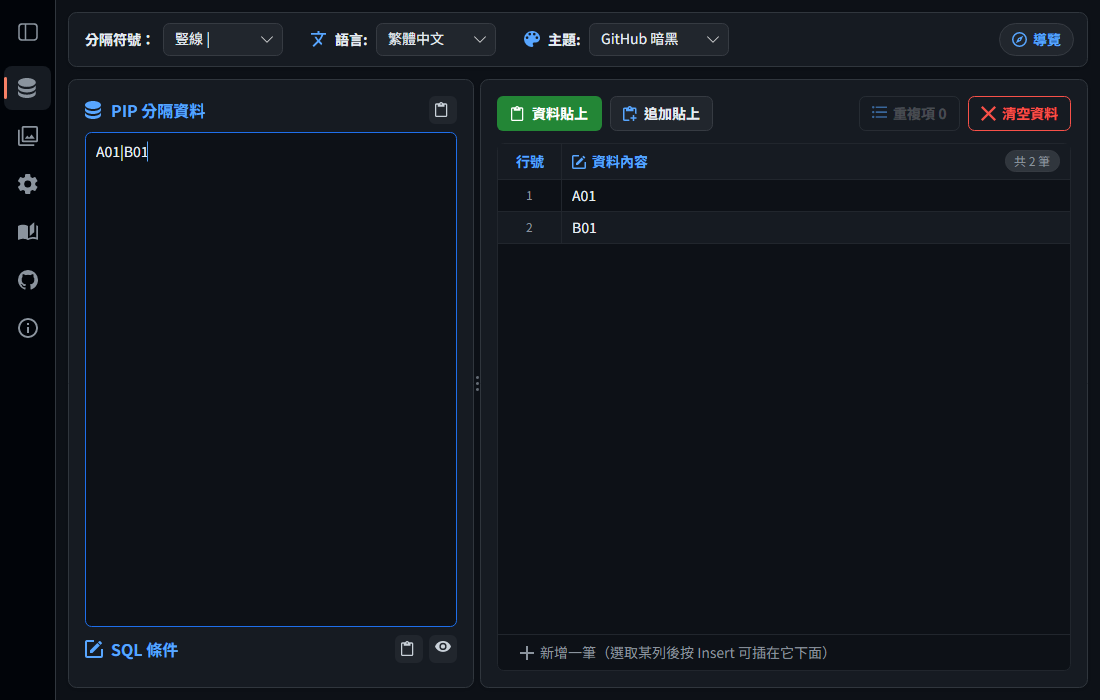 分隔符號： 豎線 | 語言: 繁體中文 主題: GitHub 暗黑 導覽
PIP 分隔資料
A01|B01
SQL 條件
資料貼上 追加貼上 重複項 0 清空資料
行號 資料內容 共 2 筆
1 A01
2 B01
新增一筆（選取某列後按 Insert 可插在它下面）